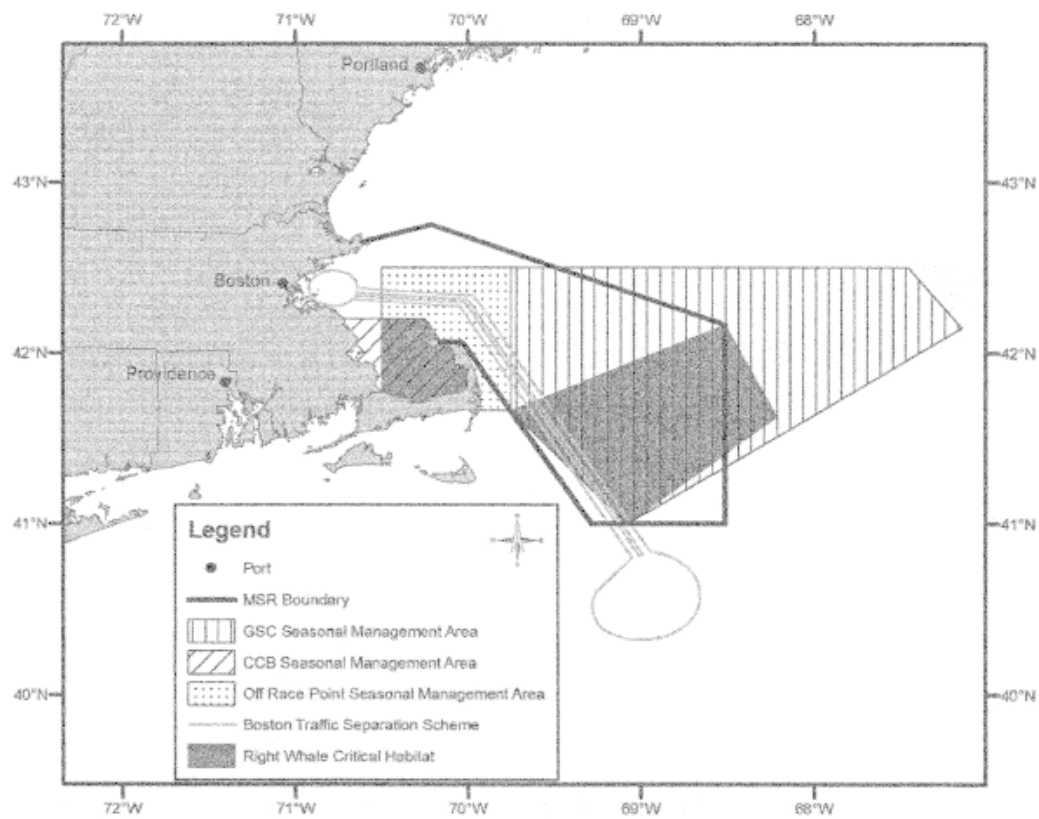 72°W 71°W 70°W 69°W 68°W
Portland
43°N 43°N
Boston
42°N 42°N
Providence
41°N 41°N
Legend
Port
MSR Boundary
GSC Seasonal Management Area
CCB Seasonal Management Area
Off Race Point Seasonal Management Area
40°N 40°N
Boston Traffic Separation Scheme
Right Whale Critical Habitat
72°W 71°W 70°W 69°W 68°W